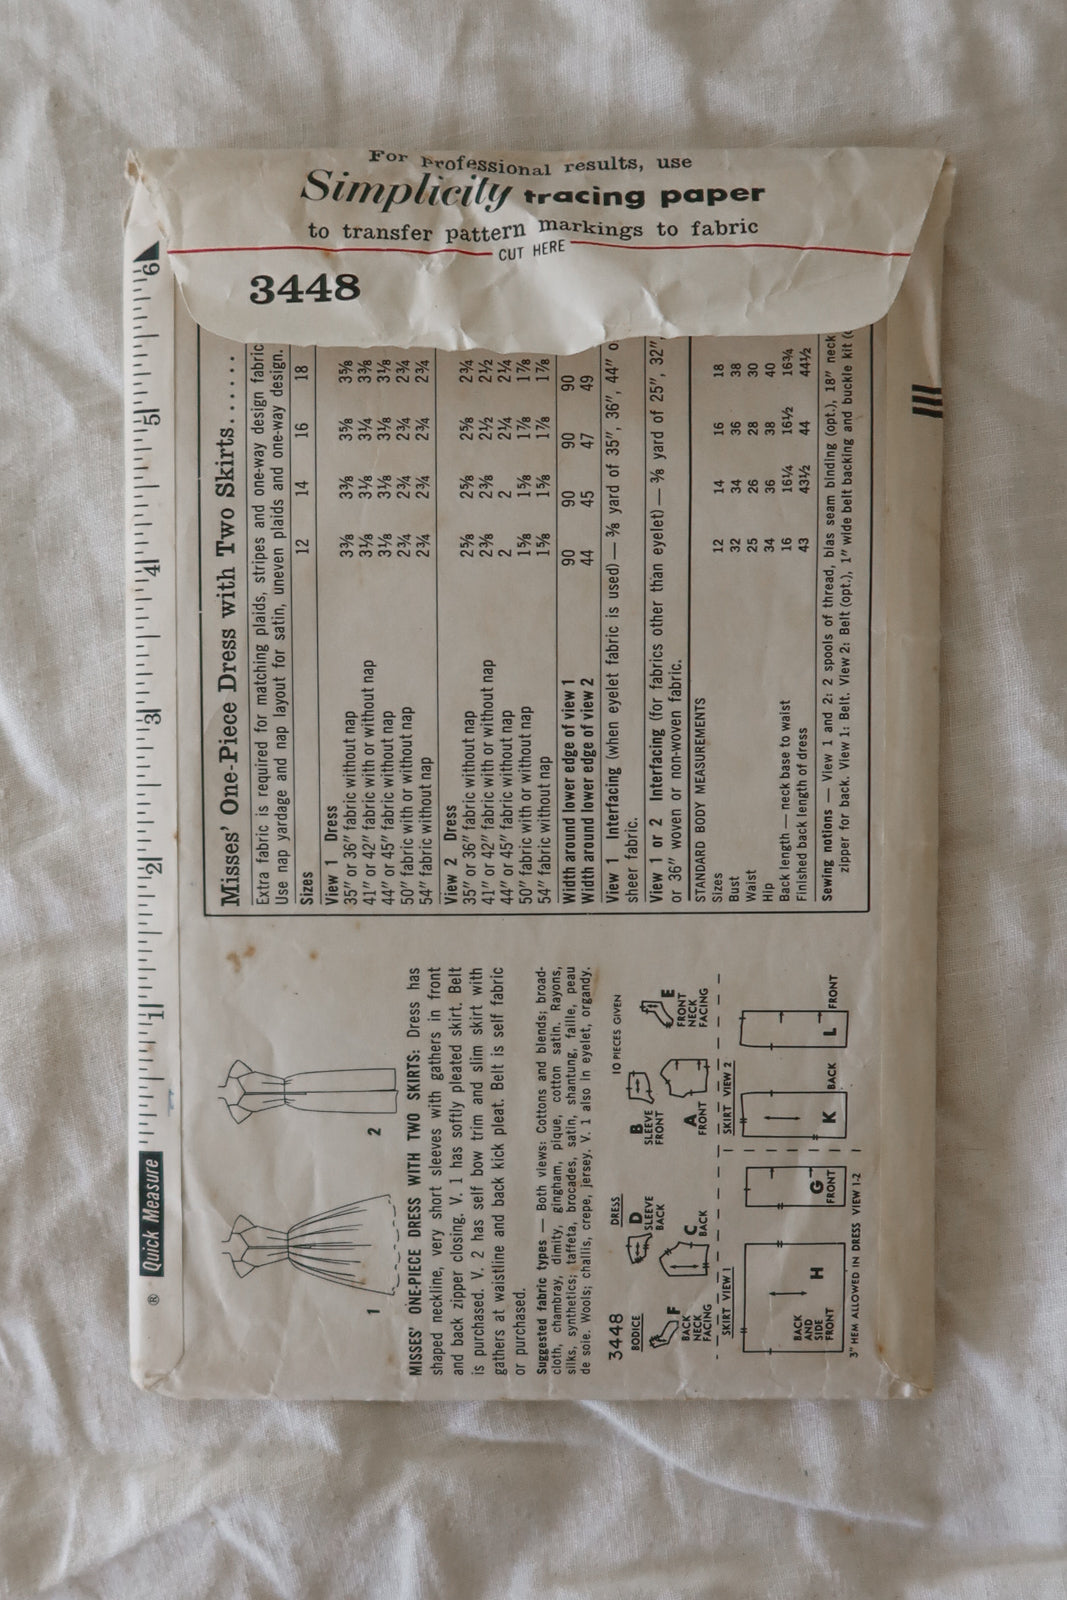 For Professional results, use
Simplicity tracing paper
to transfer pattern markings to fabric
CUT HERE
3448
® Quick Measure
1 2 3 4 5 6
Misses' One-Piece Dress with Two Skirts.......
Extra fabric is required for matching plaids, stripes and one-way design fabric
Use nap yardage and nap layout for satin, uneven plaids and one-way design.
Sizes 12 14 16 18
View 1 Dress
35" or 36" fabric without nap 3⅜ 3⅜ 3⅝ 3⅝
41" or 42" fabric with or without nap 3⅛ 3⅛ 3¼ 3⅜
44" or 45" fabric without nap 3⅛ 3⅛ 3⅛ 3⅛
50" fabric with or without nap 2¾ 2¾ 2¾ 2¾
54" fabric without nap 2¾ 2¾ 2¾ 2¾
View 2 Dress
35" or 36" fabric without nap 2⅝ 2⅝ 2⅝ 2¾
41" or 42" fabric with or without nap 2⅜ 2⅜ 2½ 2½
44" or 45" fabric without nap 2 2 2¼ 2¼
50" fabric with or without nap 1⅝ 1⅝ 1⅞ 1⅞
54" fabric without nap 1⅝ 1⅝ 1⅞ 1⅞
Width around lower edge of view 1 90 90 90 90
Width around lower edge of view 2 44 45 47 49
View 1 Interfacing (when eyelet fabric is used) — ⅜ yard of 35", 36", 44" o
sheer fabric.
View 1 or 2 Interfacing (for fabrics other than eyelet) — ⅜ yard of 25", 32",
or 36" woven or non-woven fabric.
STANDARD BODY MEASUREMENTS
Sizes 12 14 16 18
Bust 32 34 36 38
Waist 25 26 28 30
Hip 34 36 38 40
Back length — neck base to waist 16 16¼ 16½ 16¾
Finished back length of dress 43 43½ 44 44½
Sewing notions — View 1 and 2: 2 spools of thread, bias seam binding (opt.), 18" neck
zipper for back. View 1: Belt. View 2: Belt (opt.), 1" wide belt backing and buckle kit (
1 2
MISSES' ONE-PIECE DRESS WITH TWO SKIRTS: Dress has
shaped neckline, very short sleeves with gathers in front
and back zipper closing. V. 1 has softly pleated skirt. Belt
is purchased. V. 2 has self bow trim and slim skirt with
gathers at waistline and back kick pleat. Belt is self fabric
or purchased.
Suggested fabric types — Both views: Cottons and blends; broad-
cloth, chambray, dimity, gingham, pique, cotton satin. Rayons,
silks, synthetics; taffeta, brocades, satin, shantung, faille, peau
de soie. Wools; challis, crepe, jersey. V. 1 also in eyelet, organdy.
3448 DRESS 10 PIECES GIVEN
BODICE
F
BACK
NECK
FACING
D
SLEEVE
BACK
C
BACK
B
SLEEVE
FRONT
A
FRONT
E
FRONT
NECK
FACING
SKIRT VIEW 1
H
BACK
AND
SIDE
FRONT
G
FRONT
SKIRT VIEW 2
K
BACK
L
FRONT
3" HEM ALLOWED IN DRESS VIEW 1-2